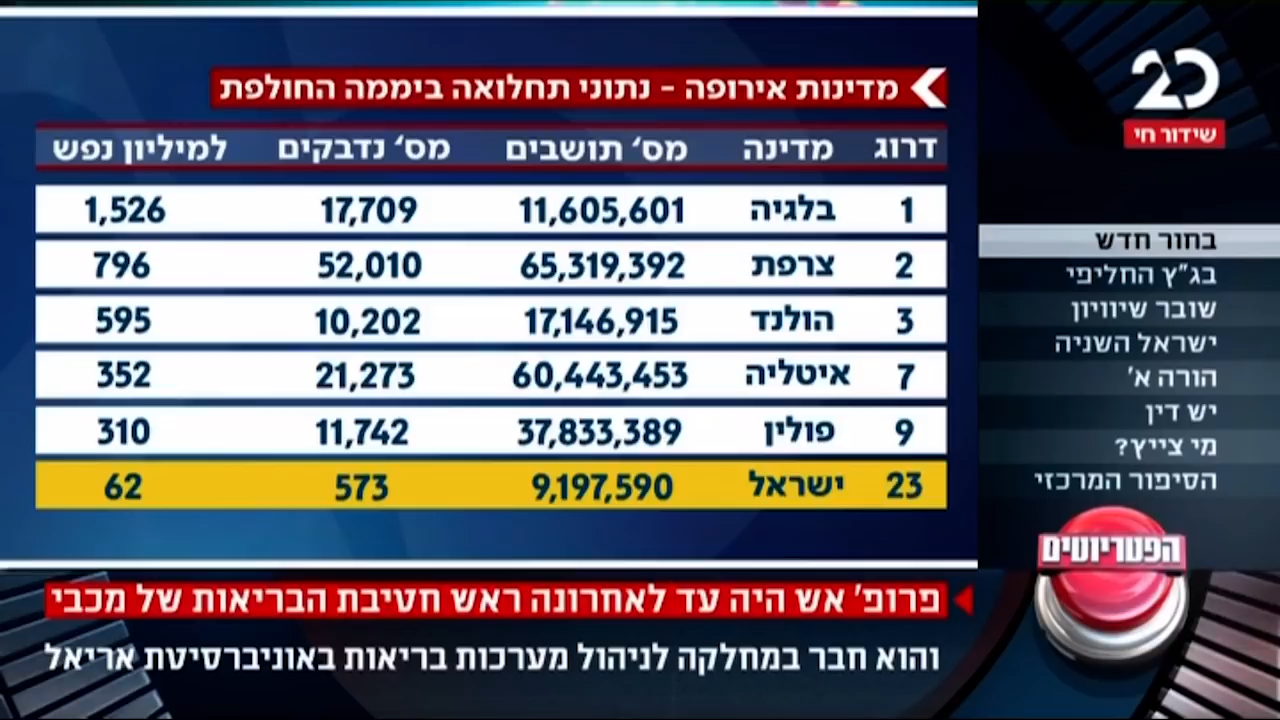 מדינות אירופה - נתוני תחלואה ביממה החולפת
דרוג מדינה מס' תושבים מס' נדבקים למיליון נפש
1 בלגיה 11,605,601 17,709 1,526
2 צרפת 65,319,392 52,010 796
3 הולנד 17,146,915 10,202 595
7 איטליה 60,443,453 21,273 352
9 פולין 37,833,389 11,742 310
23 ישראל 9,197,590 573 62
פרופ' אש היה עד לאחרונה ראש חטיבת הבריאות של מכבי
והוא חבר במחלקה לניהול מערכות בריאות באוניברסיטת אריאל
20
שידור חי
בחור חדש
בג"ץ החליפי
שובר שיוויון
ישראל השניה
הורה א'
יש דין
מי צייץ?
הסיפור המרכזי
הפטריוטים